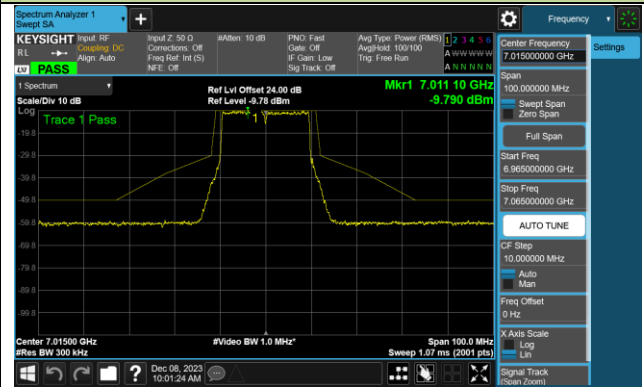 Spectrum Analyzer 1
Swept SA
Frequency
KEYSIGHT
RL
LXI
PASS
Input: RF
Coupling: DC
Align: Auto
Input Z: 50 Ω
Corrections: Off
Freq Ref: Int (S)
NFE: Off
#Atten: 10 dB
PNO: Fast
Gate: Off
IF Gain: Low
Sig Track: Off
Avg Type: Power (RMS)
Avg|Hold: 100/100
Trig: Free Run
1 2 3 4 5 6
A W W W W W
A N N N N N
1 Spectrum
Scale/Div 10 dB
Ref Lvl Offset 24.00 dB
Ref Level -9.78 dBm
Mkr1 7.011 10 GHz
-9.790 dBm
Log
Trace 1 Pass
1
-19.8
-29.8
-39.8
-49.8
-59.8
-69.8
-79.8
-89.8
-99.8
Center 7.01500 GHz
#Res BW 300 kHz
#Video BW 1.0 MHz*
Span 100.0 MHz
Sweep 1.07 ms (2001 pts)
Dec 08, 2023
10:01:24 AM
Center Frequency
7.015000000 GHz
Settings
Span
100.000000 MHz
Swept Span
Zero Span
Full Span
Start Freq
6.965000000 GHz
Stop Freq
7.065000000 GHz
AUTO TUNE
CF Step
10.000000 MHz
Auto
Man
Freq Offset
0 Hz
X Axis Scale
Log
Lin
Signal Track
(Span Zoom)